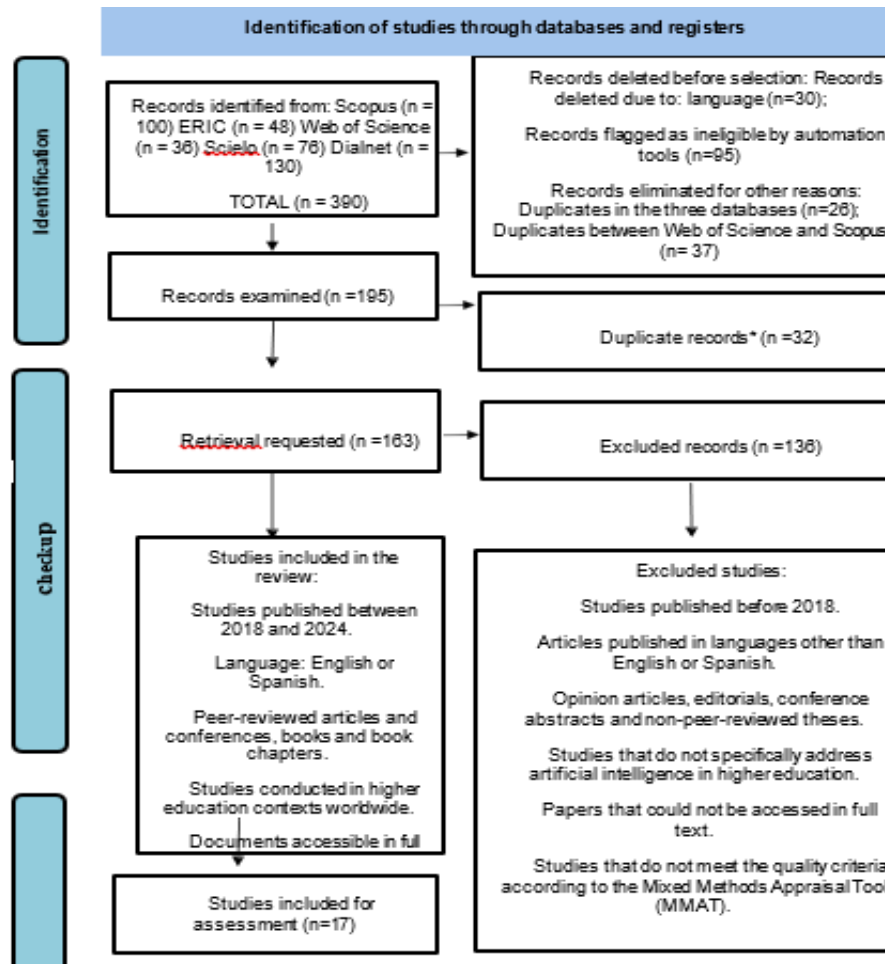 Identification of studies through databases and registers
Identification
Records identified from: Scopus (n =
100) ERIC (n = 48) Web of Science
(n = 36) Scielo (n = 76) Dialnet (n =
130)
TOTAL (n = 390)
Records deleted before selection: Records
deleted due to: language (n=30);
Records flagged as ineligible by automation
tools (n=95)
Records eliminated for other reasons:
Duplicates in the three databases (n=26);
Duplicates between Web of Science and Scopus
(n= 37)
Records examined (n =195)
Duplicate records* (n =32)
checkup
Retrieval requested (n =163)
Excluded records (n =136)
Studies included in the
review:
Studies published between
2018 and 2024.
Language: English or
Spanish.
Peer-reviewed articles and
conferences, books and book
chapters.
Studies conducted in higher
education contexts worldwide.
Documents accessible in full
Excluded studies:
Studies published before 2018.
Articles published in languages other than
English or Spanish.
Opinion articles, editorials, conference
abstracts and non-peer-reviewed theses.
Studies that do not specifically address
artificial intelligence in higher education.
Papers that could not be accessed in full
text.
Studies that do not meet the quality criteria
according to the Mixed Methods Appraisal Tool
(MMAT).
Studies included for
assessment (n=17)